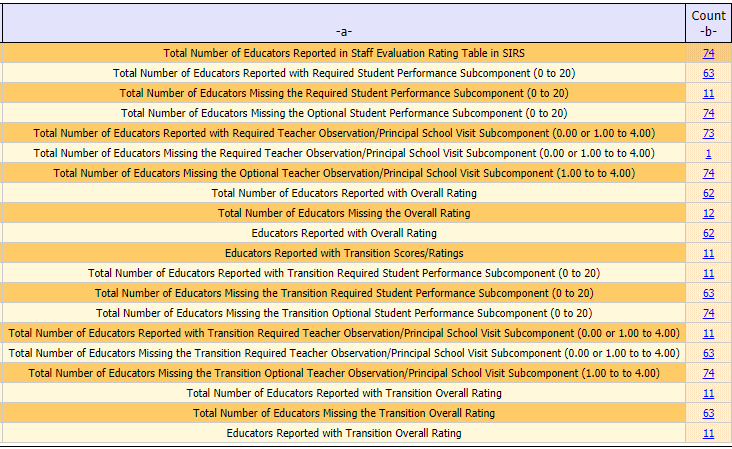 Count
-a- -b-
Total Number of Educators Reported in Staff Evaluation Rating Table in SIRS 74
Total Number of Educators Reported with Required Student Performance Subcomponent (0 to 20) 63
Total Number of Educators Missing the Required Student Performance Subcomponent (0 to 20) 11
Total Number of Educators Missing the Optional Student Performance Subcomponent (0 to 20) 74
Total Number of Educators Reported with Required Teacher Observation/Principal School Visit Subcomponent (0.00 or 1.00 to 4.00) 73
Total Number of Educators Missing the Required Teacher Observation/Principal School Visit Subcomponent (0.00 or 1.00 to to 4.00) 1
Total Number of Educators Missing the Optional Teacher Observation/Principal School Visit Subcomponent (1.00 to to 4.00) 74
Total Number of Educators Reported with Overall Rating 62
Total Number of Educators Missing the Overall Rating 12
Educators Reported with Overall Rating 62
Educators Reported with Transition Scores/Ratings 11
Total Number of Educators Reported with Transition Required Student Performance Subcomponent (0 to 20) 11
Total Number of Educators Missing the Transition Required Student Performance Subcomponent (0 to 20) 63
Total Number of Educators Missing the Transition Optional Student Performance Subcomponent (0 to 20) 74
Total Number of Educators Reported with Transition Required Teacher Observation/Principal School Visit Subcomponent (0.00 or 1.00 to 4.00) 11
Total Number of Educators Missing the Transition Required Teacher Observation/Principal School Visit Subcomponent (0.00 or 1.00 to 4.00) 63
Total Number of Educators Missing the Transition Optional Teacher Observation/Principal School Visit Subcomponent (1.00 to to 4.00) 74
Total Number of Educators Reported with Transition Overall Rating 11
Total Number of Educators Missing the Transition Overall Rating 63
Educators Reported with Transition Overall Rating 11